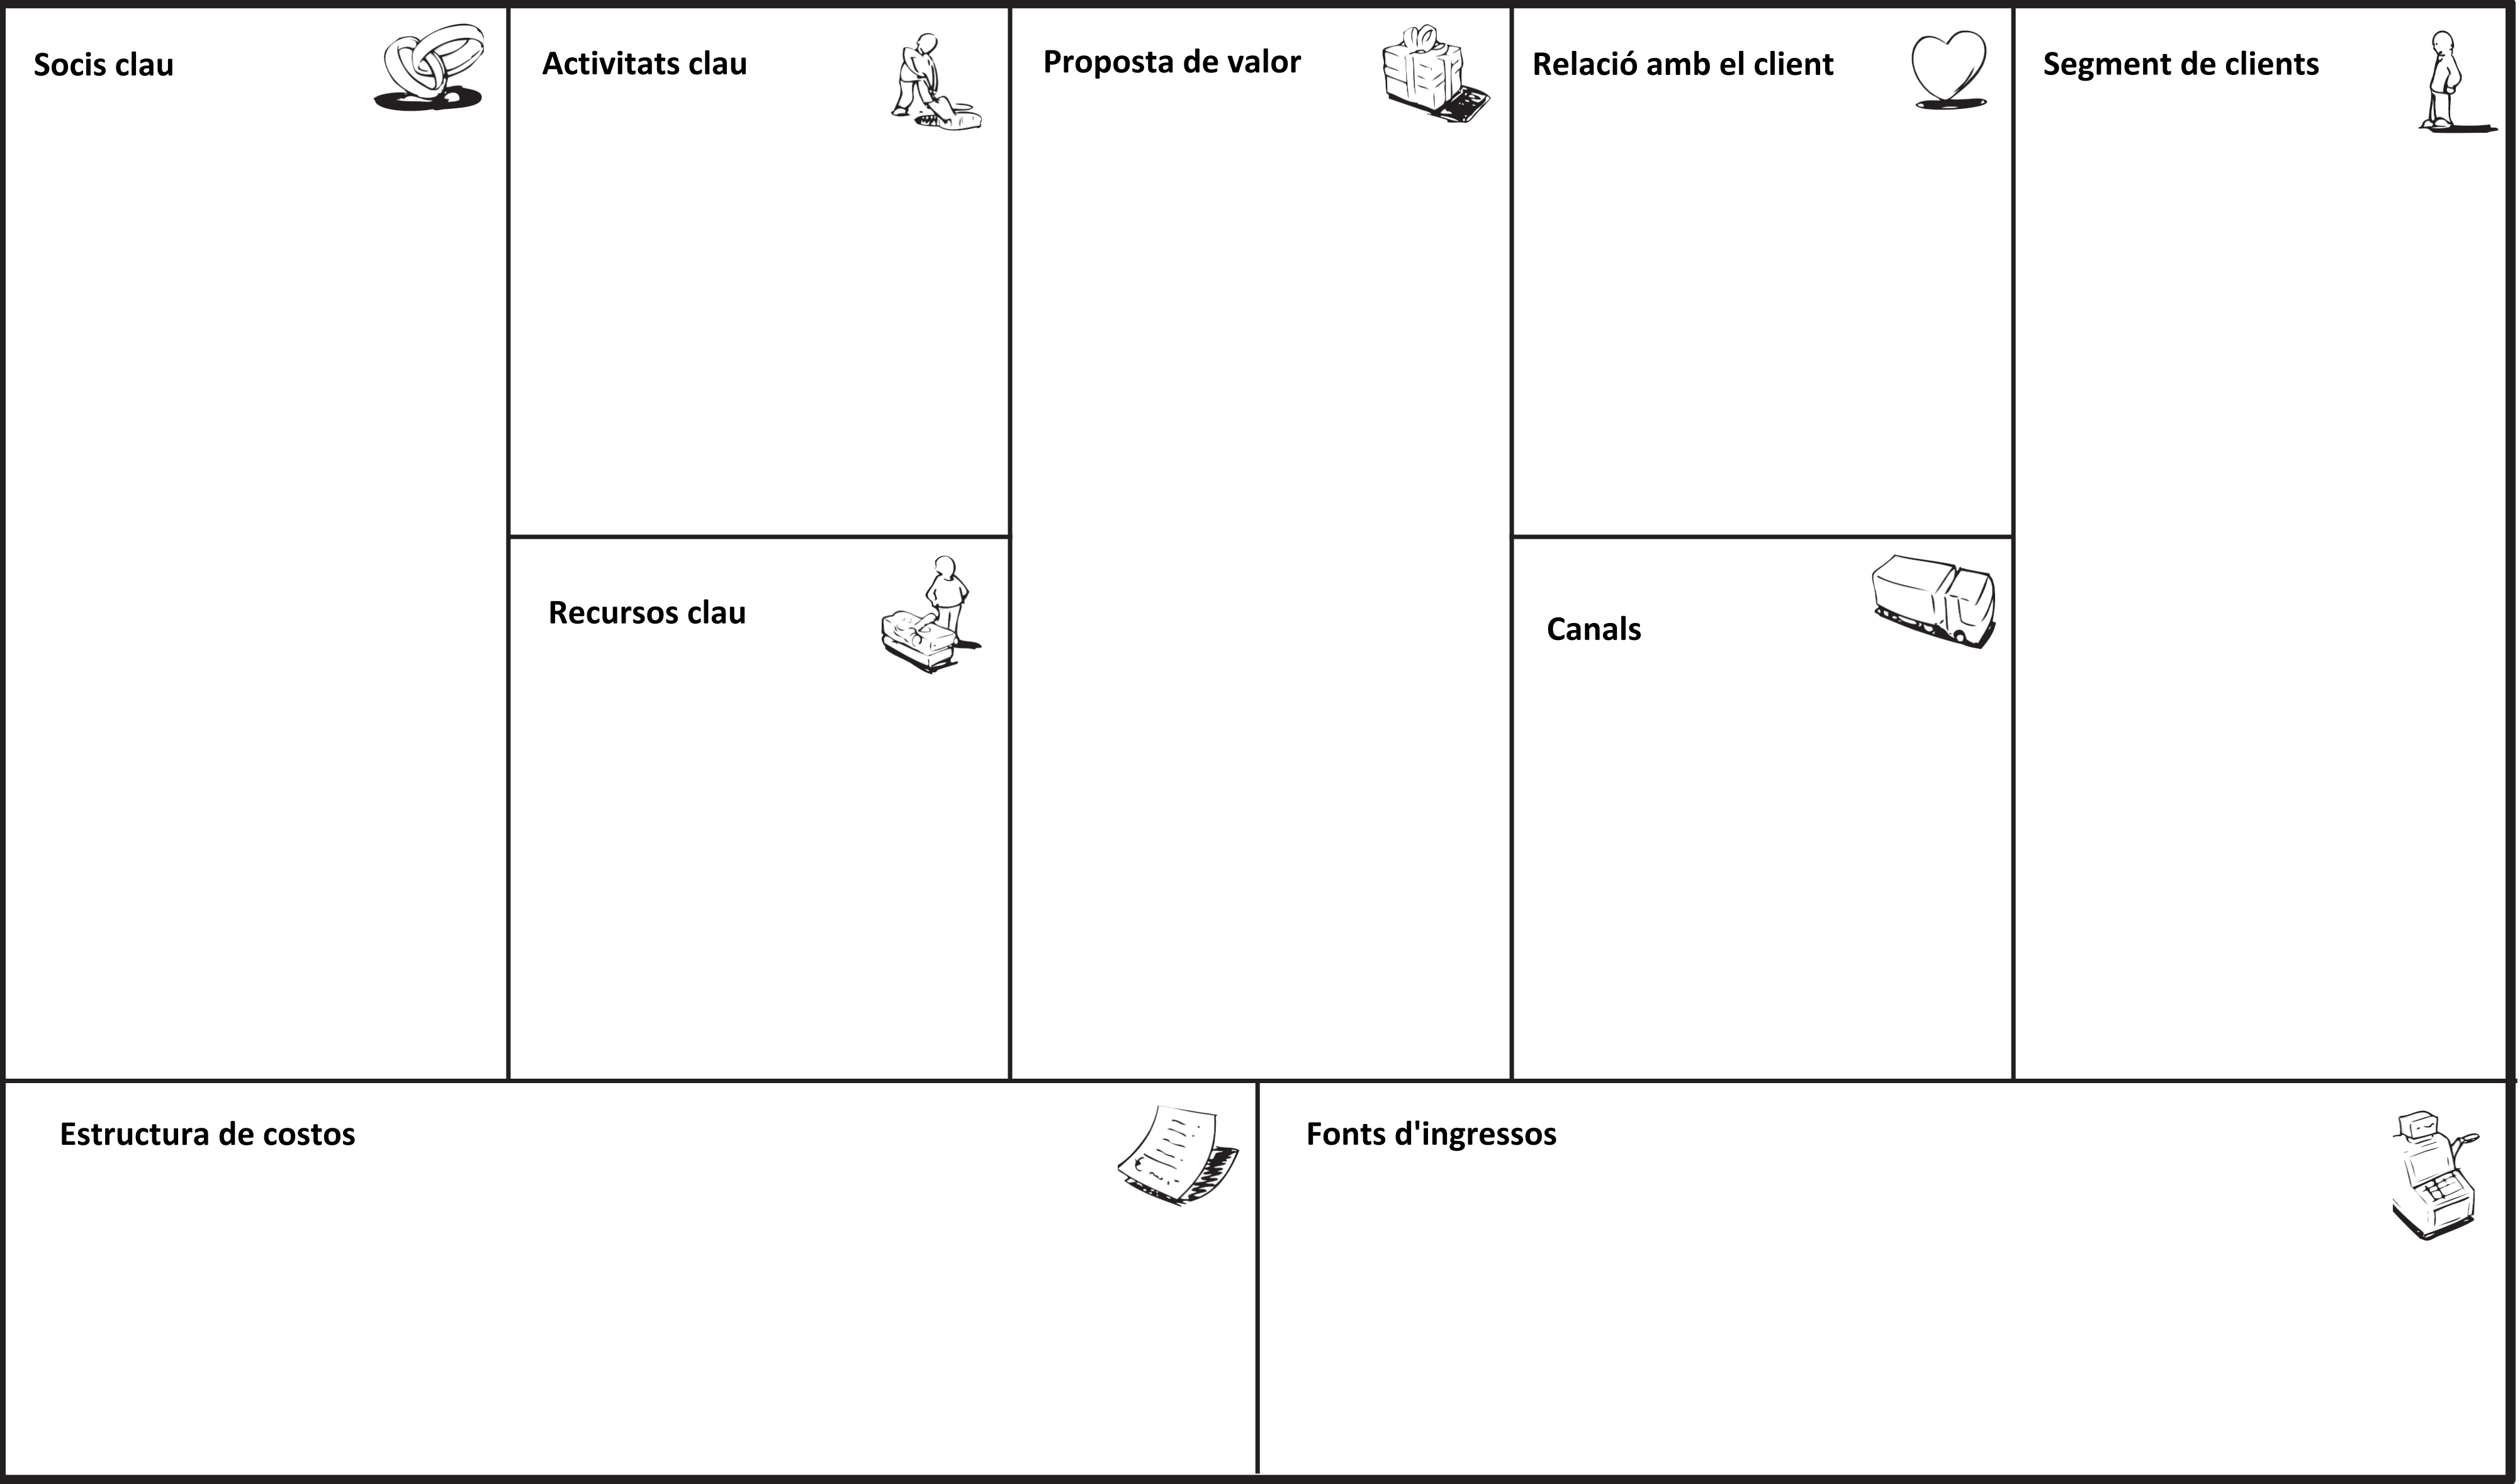 Socis clau
Activitats clau
Proposta de valor
Relació amb el client
Segment de clients
Recursos clau
Canals
Estructura de costos
Fonts d'ingressos